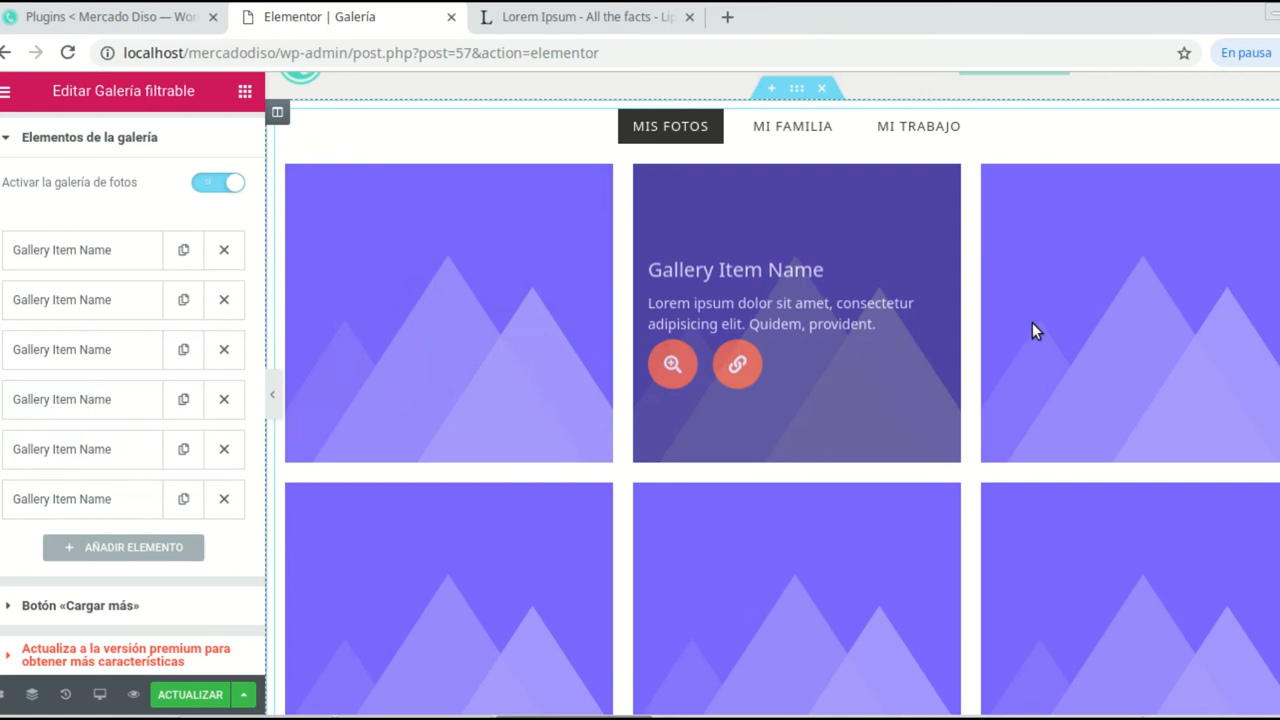 Plugins < Mercado Diso — Wor
Elementor | Galería
Lorem Ipsum - All the facts - Lip
localhost/mercadodiso/wp-admin/post.php?post=57&action=elementor
En pausa
Editar Galería filtrable
Elementos de la galería
Activar la galería de fotos
SI
Gallery Item Name
Gallery Item Name
Gallery Item Name
Gallery Item Name
Gallery Item Name
Gallery Item Name
+ AÑADIR ELEMENTO
Botón «Cargar más»
Actualiza a la versión premium para
obtener más características
ACTUALIZAR
MIS FOTOS MI FAMILIA MI TRABAJO
Gallery Item Name
Lorem ipsum dolor sit amet, consectetur
adipisicing elit. Quidem, provident.